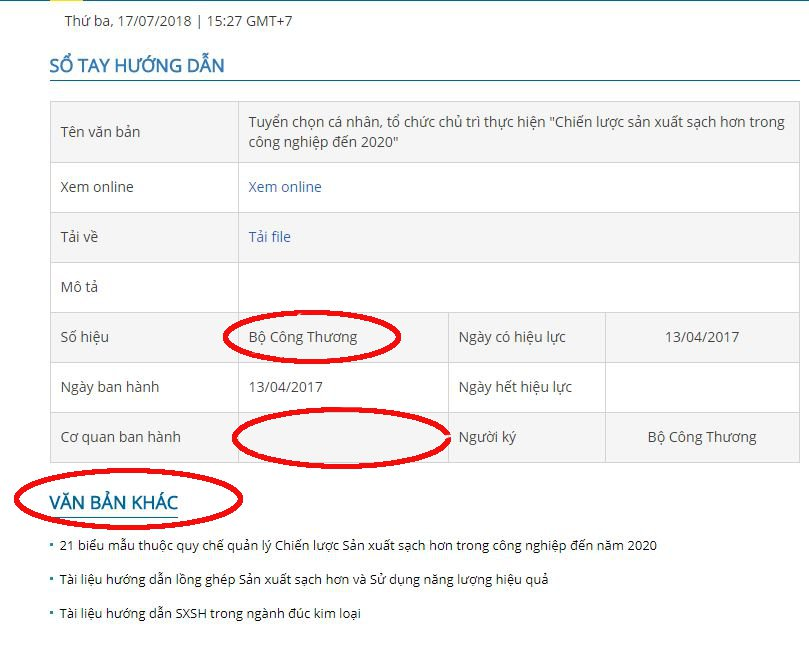 Thứ ba, 17/07/2018 | 15:27 GMT+7
SỔ TAY HƯỚNG DẪN
Tên văn bản
Tuyển chọn cá nhân, tổ chức chủ trì thực hiện "Chiến lược sản xuất sạch hơn trong
công nghiệp đến 2020"
Xem online
Xem online
Tải về
Tải file
Mô tả
Số hiệu
Bộ Công Thương
Ngày có hiệu lực
13/04/2017
Ngày ban hành
13/04/2017
Ngày hết hiệu lực
Cơ quan ban hành
Người ký
Bộ Công Thương
VĂN BẢN KHÁC
21 biểu mẫu thuộc quy chế quản lý Chiến lược Sản xuất sạch hơn trong công nghiệp đến năm 2020
Tài liệu hướng dẫn lồng ghép Sản xuất sạch hơn và Sử dụng năng lượng hiệu quả
Tài liệu hướng dẫn SXSH trong ngành đúc kim loại